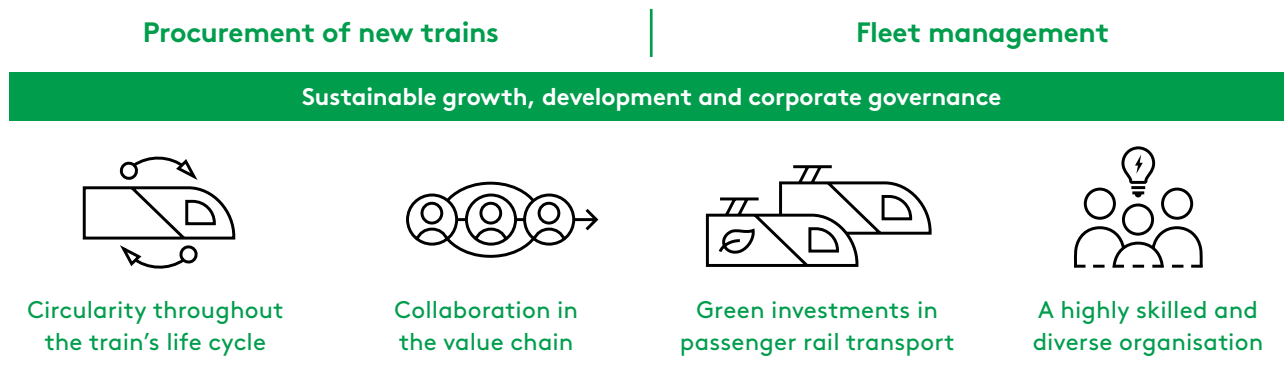 Procurement of new trains
Fleet management
Sustainable growth, development and corporate governance
Circularity throughout
the train’s life cycle
Collaboration in
the value chain
Green investments in
passenger rail transport
A highly skilled and
diverse organisation